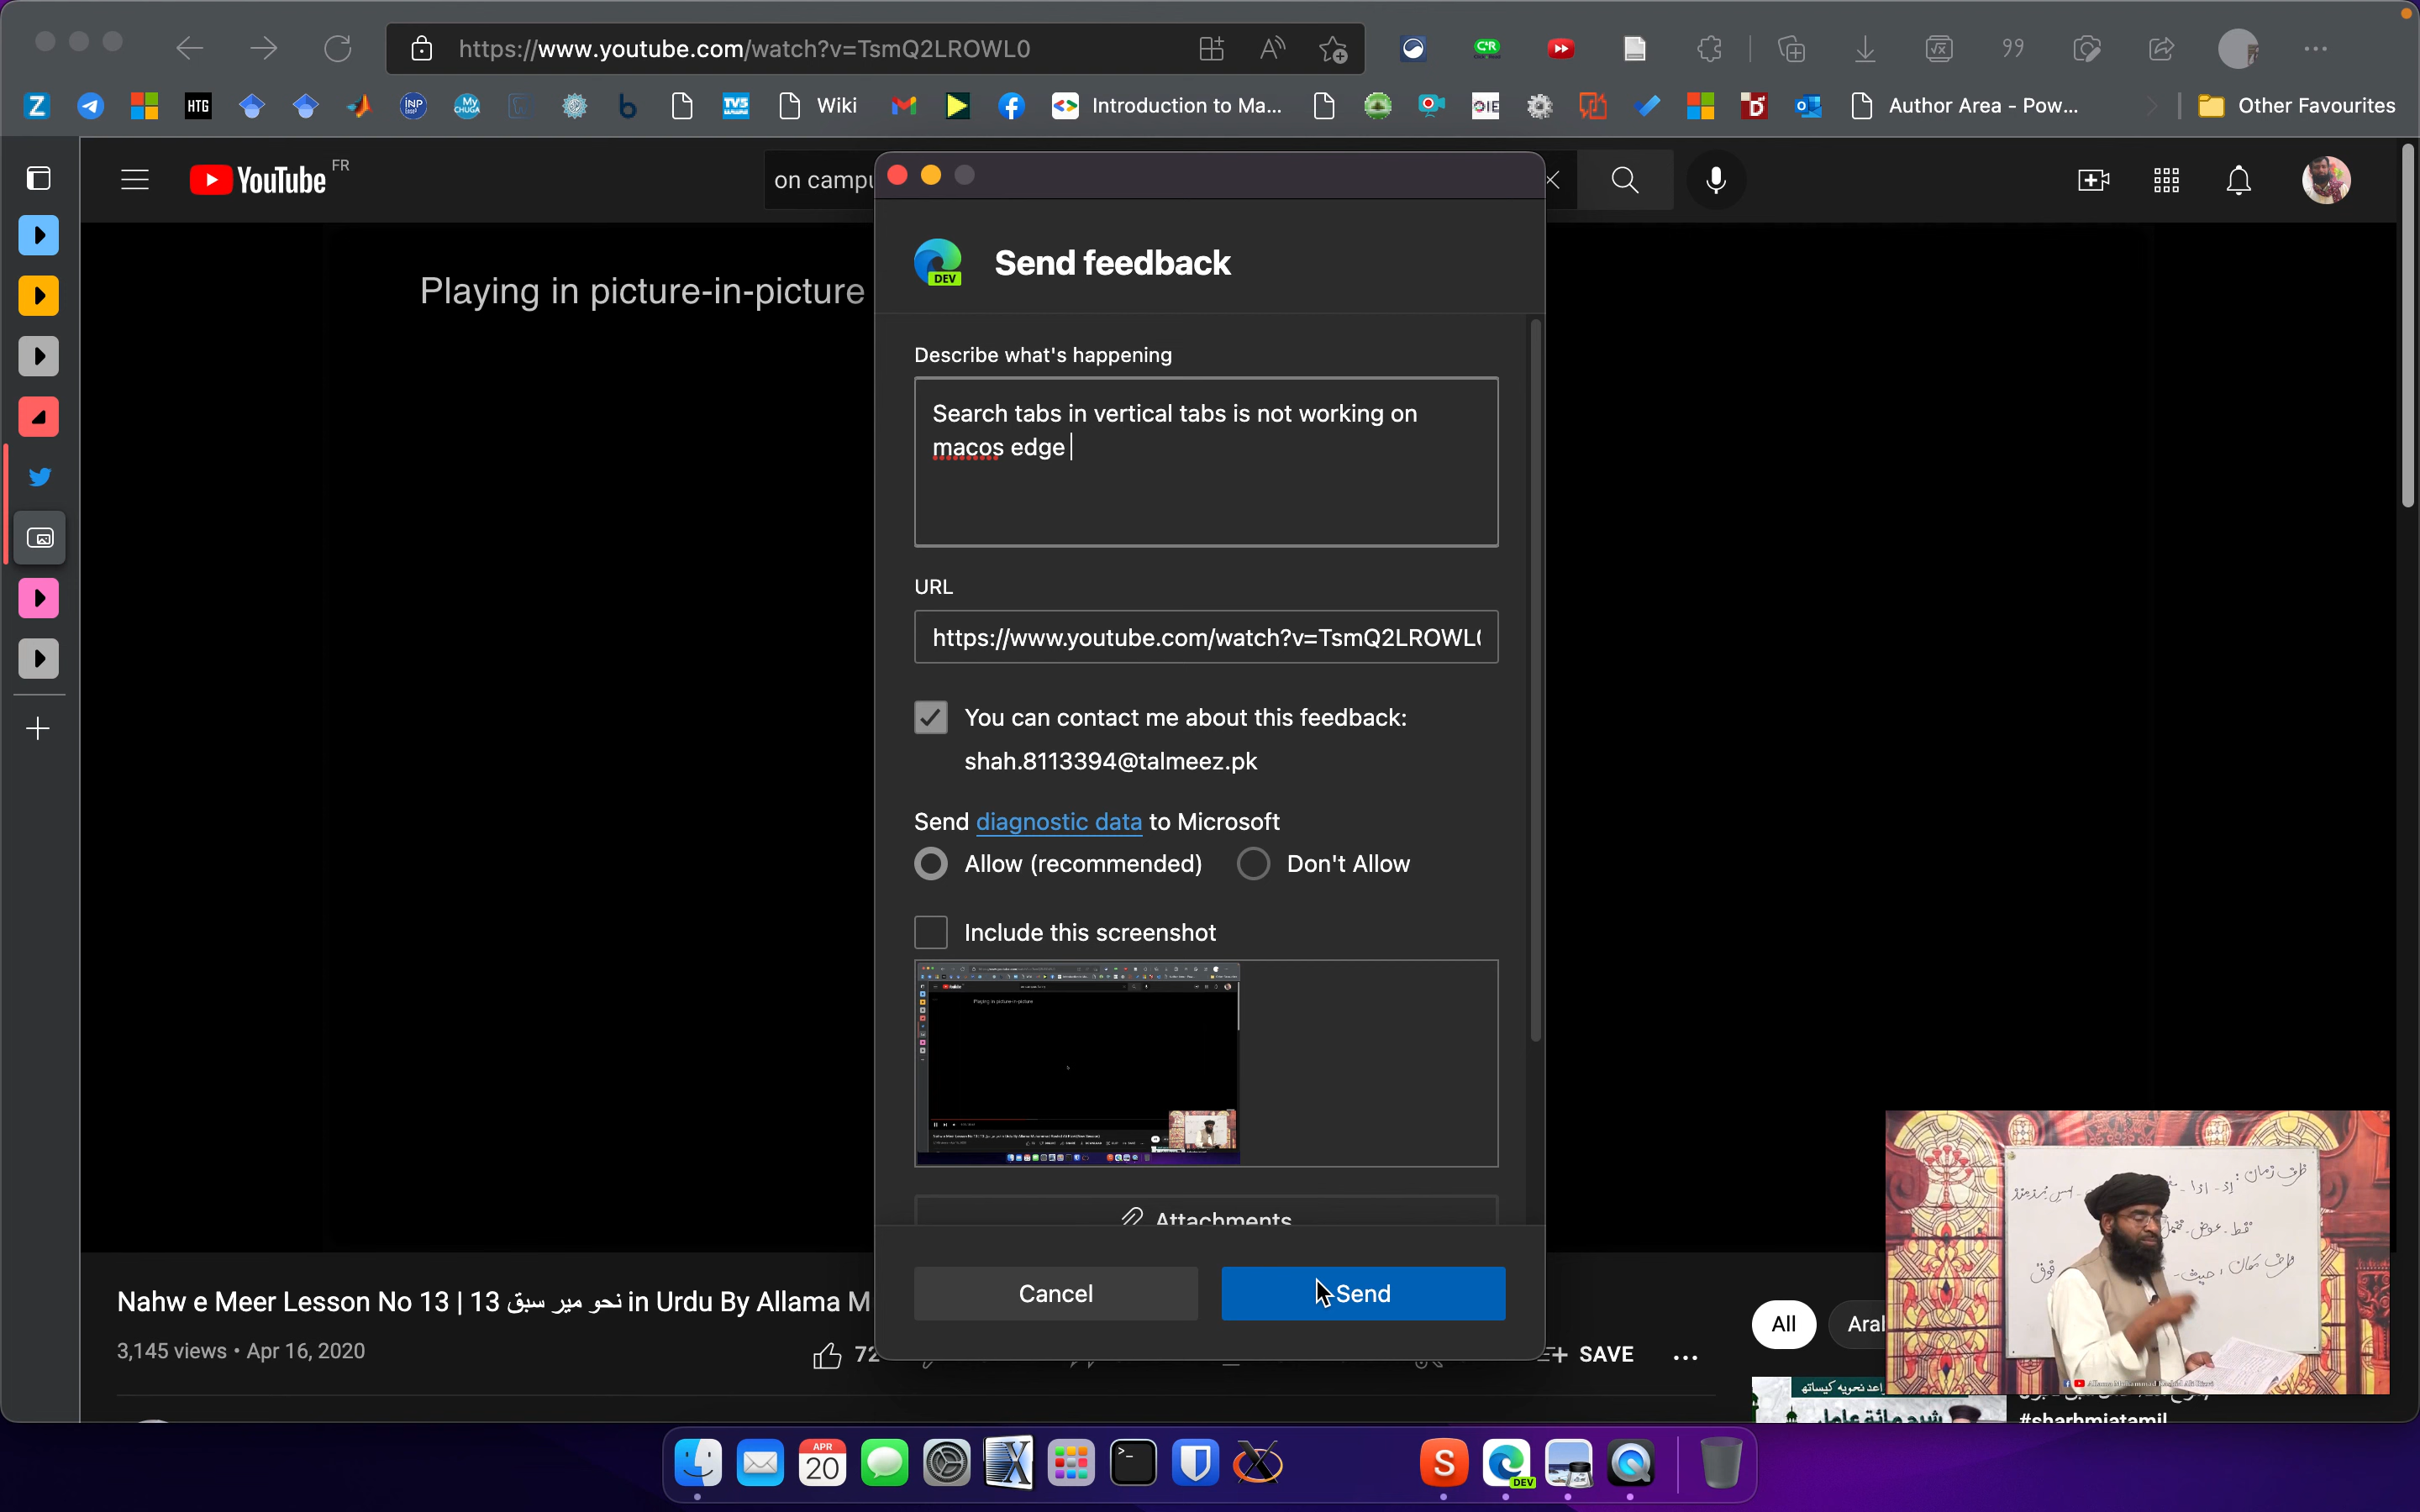 https://www.youtube.com/watch?v=TsmQ2LROWL0
Wiki
Introduction to Ma...
Author Area - Pow...
Other Favourites
YouTube FR
on campu
Playing in picture-in-picture
DEV
Send feedback
Describe what's happening
Search tabs in vertical tabs is not working on
macos edge
URL
https://www.youtube.com/watch?v=TsmQ2LROWL
You can contact me about this feedback:
shah.8113394@talmeez.pk
Send diagnostic data to Microsoft
Allow (recommended)
Don't Allow
Include this screenshot
Attachments
Cancel
Send
Nahw e Meer Lesson No 13 | 13 نحو میر سبق in Urdu By Allama M
3,145 views • Apr 16, 2020
72
SAVE
All
Aral
ظرف زمان :
فوق
APR
20
DEV